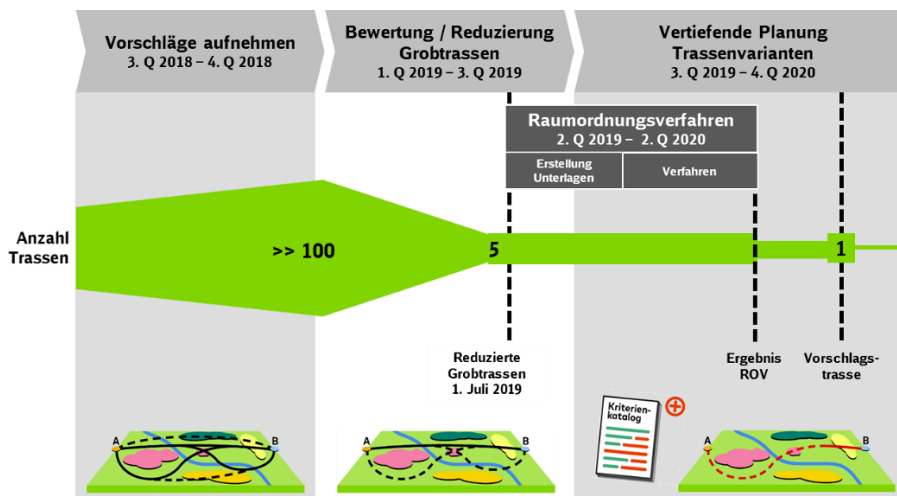 Vorschläge aufnehmen
3. Q 2018 – 4. Q 2018
Bewertung / Reduzierung
Grobtrassen
1. Q 2019 – 3. Q 2019
Vertiefende Planung
Trassenvarianten
3. Q 2019 – 4. Q 2020
Raumordnungsverfahren
2. Q 2019 – 2. Q 2020
Erstellung
Unterlagen
Verfahren
Anzahl
Trassen
>> 100
5
1
Reduzierte
Grobtrassen
1. Juli 2019
Ergebnis
ROV
Vorschlags-
trasse
Kriterien-
katalog
A
B
A
B
A
B